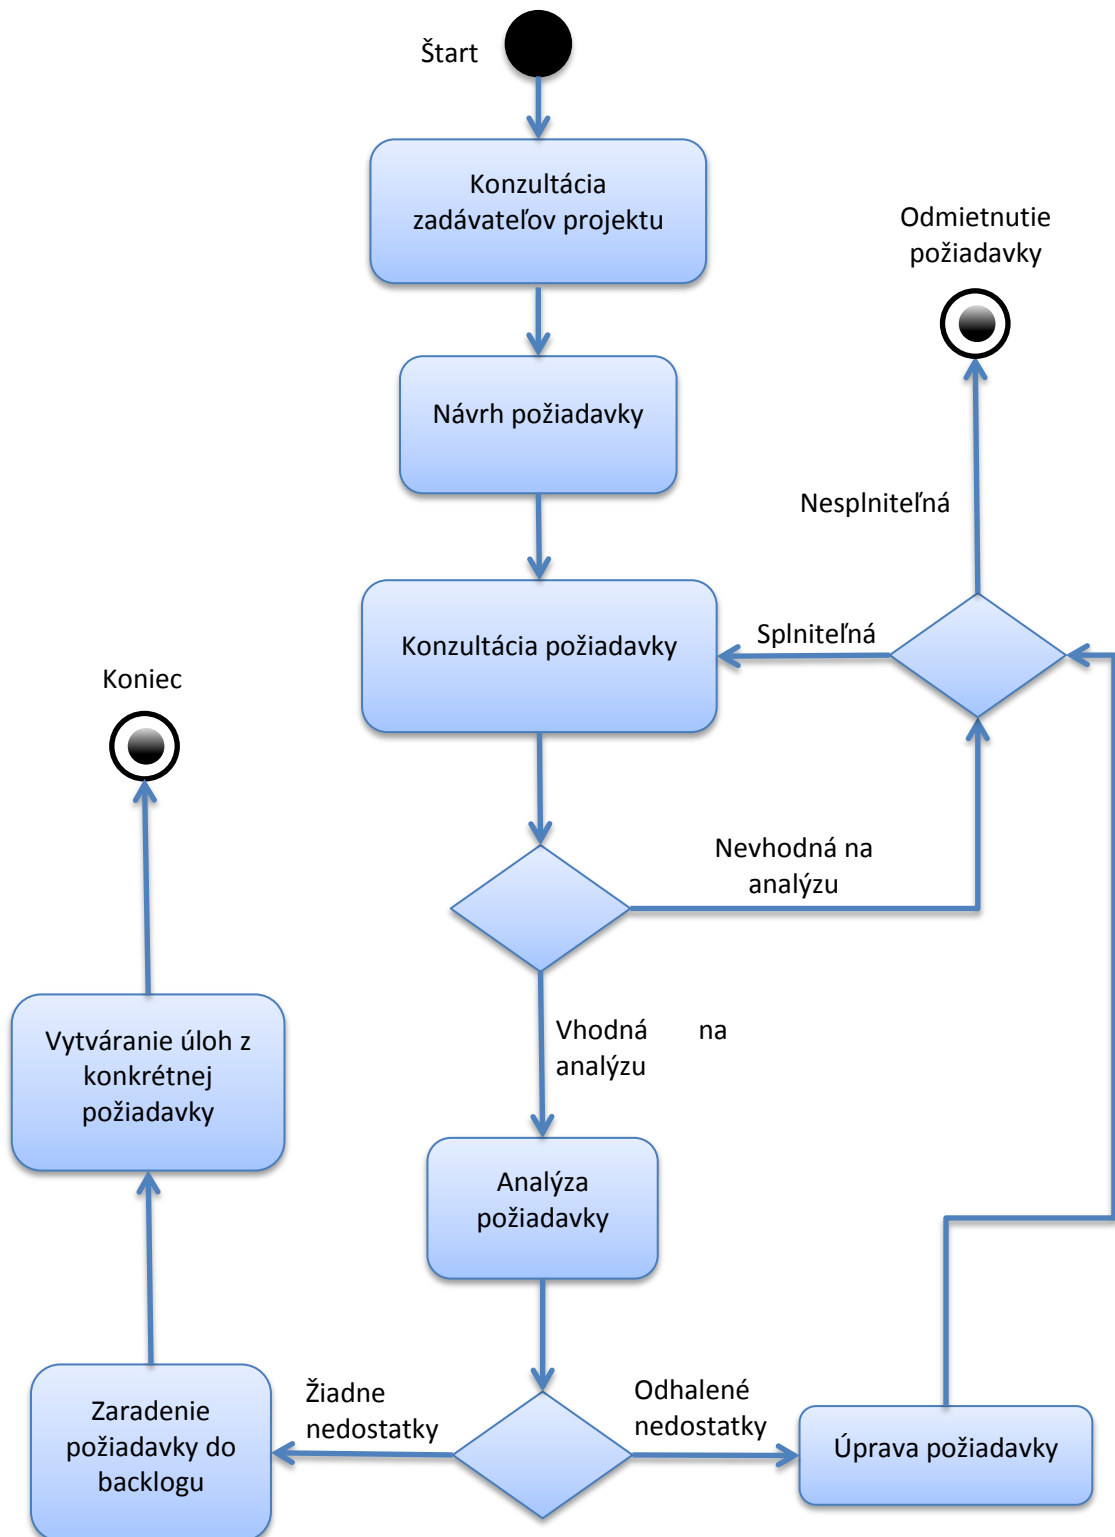 Štart
Konzultácia
zadávateľov projektu
Odmietnutie
požiadavky
Návrh požiadavky
Nesplniteľná
Konzultácia požiadavky
Splniteľná
Koniec
Nevhodná na
analýzu
Vhodná na
analýzu
Vytváranie úloh z
konkrétnej
požiadavky
Analýza
požiadavky
Žiadne
nedostatky
Odhalené
nedostatky
Zaradenie
požiadavky do
backlogu
Úprava požiadavky